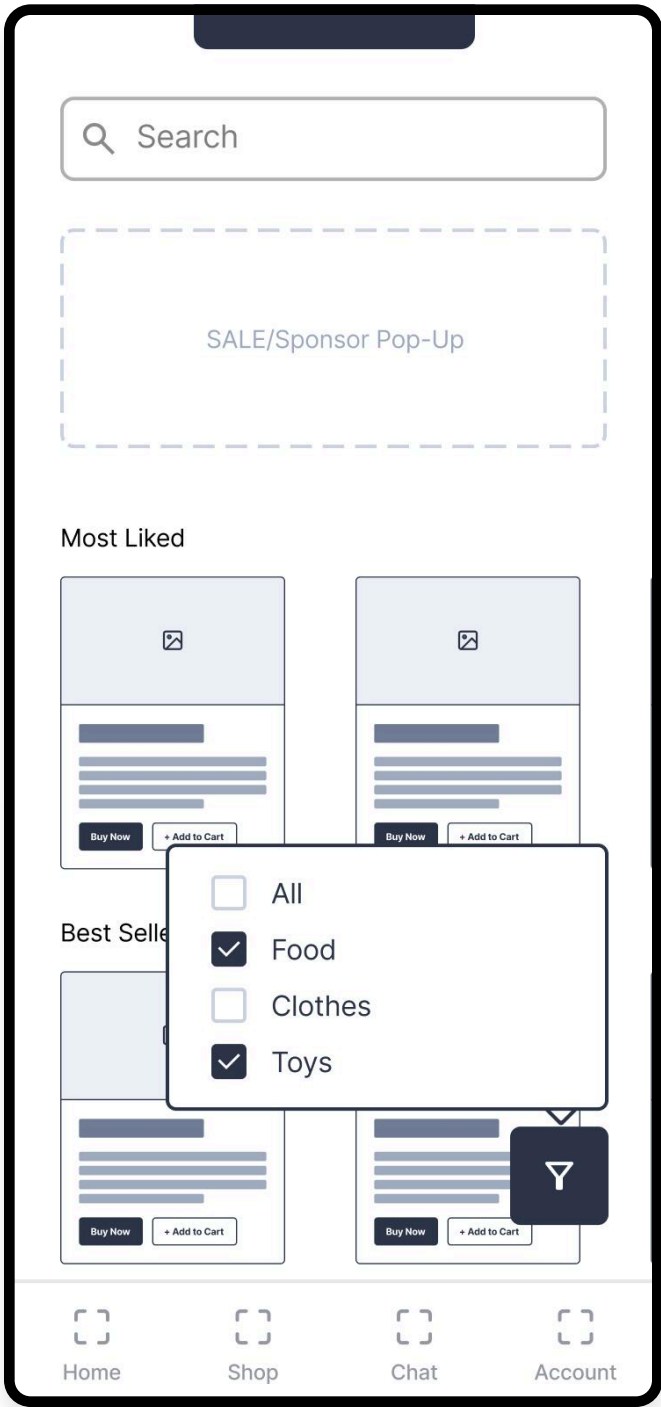 Search
SALE/Sponsor Pop-Up
Most Liked
Buy Now + Add to Cart
Buy Now + Add to Cart
Best Selle
All
Food
Clothes
Toys
Buy Now + Add to Cart
Buy Now + Add to Cart
Home Shop Chat Account